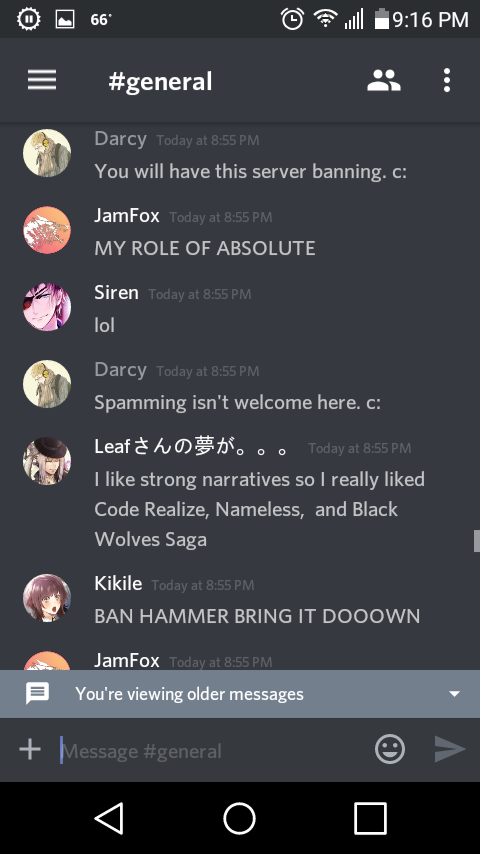 66°
9:16 PM
#general
Darcy Today at 8:55 PM
You will have this server banning. c:
JamFox Today at 8:55 PM
MY ROLE OF ABSOLUTE
Siren Today at 8:55 PM
lol
Darcy Today at 8:55 PM
Spamming isn't welcome here. c:
Leafさんの夢が。。。 Today at 8:55 PM
I like strong narratives so I really liked
Code Realize, Nameless, and Black
Wolves Saga
Kikile Today at 8:55 PM
BAN HAMMER BRING IT DOOOWN
JamFox Today at 8:55 PM
You're viewing older messages
Message #general